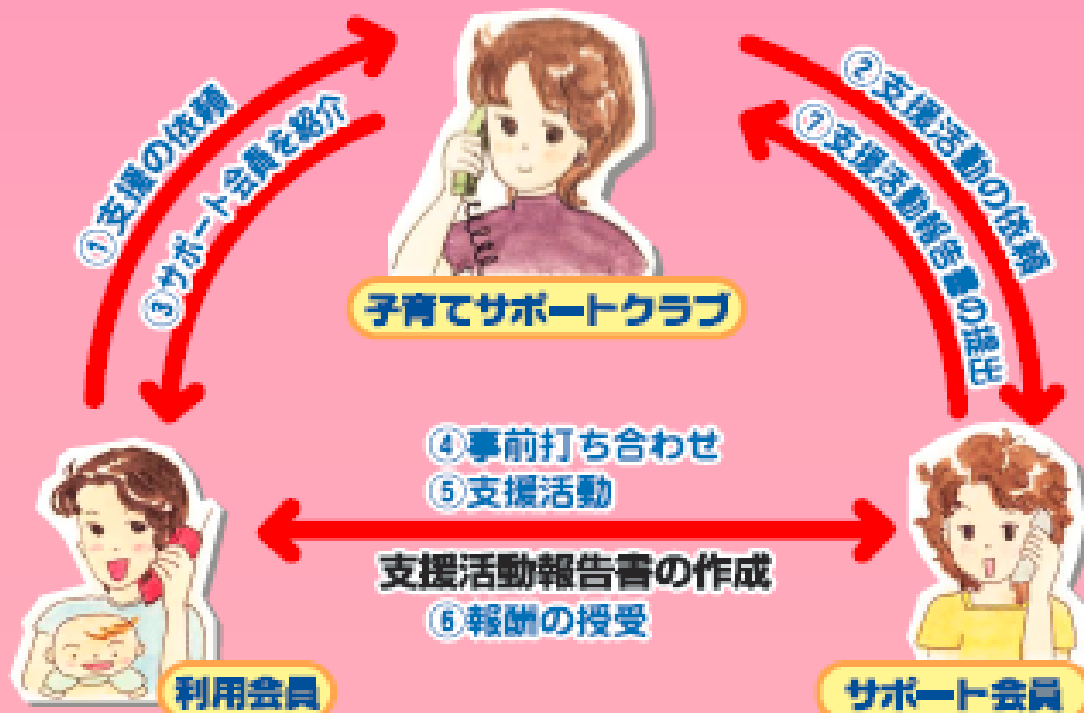 ①支援の依頼
③サポート会員を紹介
②支援活動の依頼
⑦支援活動報告書の提出
子育てサポートクラブ
④事前打ち合わせ
⑤支援活動
支援活動報告書の作成
⑥報酬の授受
利用会員
サポート会員